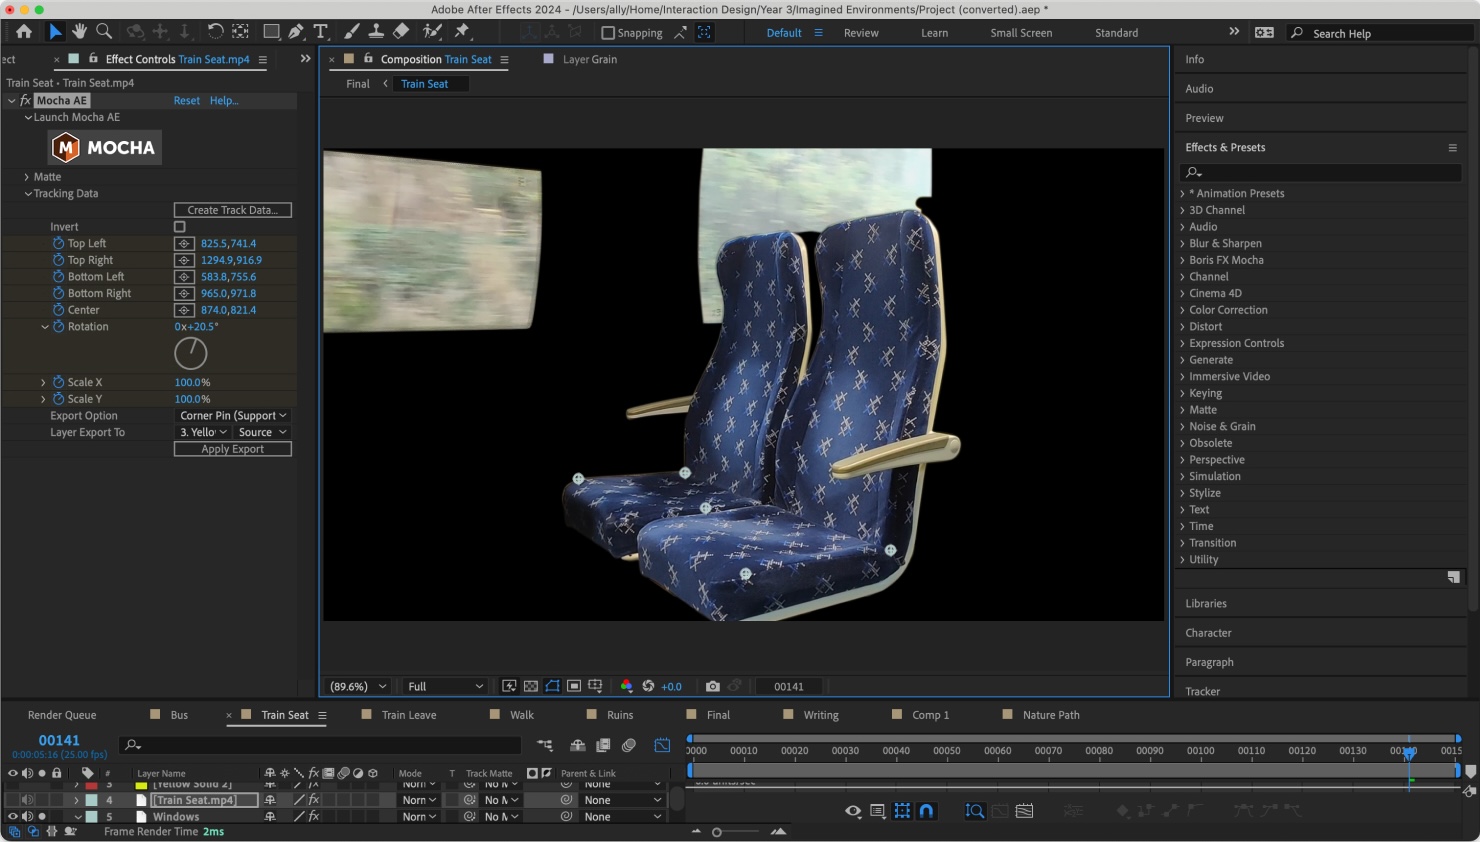 Adobe After Effects 2024 - /Users/ally/Home/Interaction Design/Year 3/Imagined Environments/Project (converted).aep *
Snapping
Default
Review
Learn
Small Screen
Standard
Search Help
ect
Effect Controls Train Seat.mp4
Train Seat • Train Seat.mp4
fx Mocha AE
Reset
Help...
Launch Mocha AE
M MOCHA
Matte
Tracking Data
Create Track Data...
Invert
Top Left 825.5,741.4
Top Right 1294.9,916.9
Bottom Left 583.8,755.6
Bottom Right 965.0,971.8
Center 874.0,821.4
Rotation 0x+20.5°
Scale X 100.0%
Scale Y 100.0%
Export Option Corner Pin (Support
Layer Export To 3. Yello Source
Apply Export
Composition Train Seat
Layer Grain
Final
Train Seat
(89.6%)
Full
+0.0
00141
Info
Audio
Preview
Effects & Presets
* Animation Presets
3D Channel
Audio
Blur & Sharpen
Boris FX Mocha
Channel
Cinema 4D
Color Correction
Distort
Expression Controls
Generate
Immersive Video
Keying
Matte
Noise & Grain
Obsolete
Perspective
Simulation
Stylize
Text
Time
Transition
Utility
Libraries
Character
Paragraph
Tracker
Render Queue
Bus
Train Seat
Train Leave
Walk
Ruins
Final
Writing
Comp 1
Nature Path
00141
0:00:05:16 (25.00 fps)
0000 00010 00020 00030 00040 00050 00060 00070 00080 00090 00100 00110 00120 00130 00140 0015
# Layer Name Mode T Track Matte Parent & Link
3 [Yellow Solid 2] None
4 [Train Seat.mp4] Norn No M None
5 Windows Norn No M None
Frame Render Time 2ms